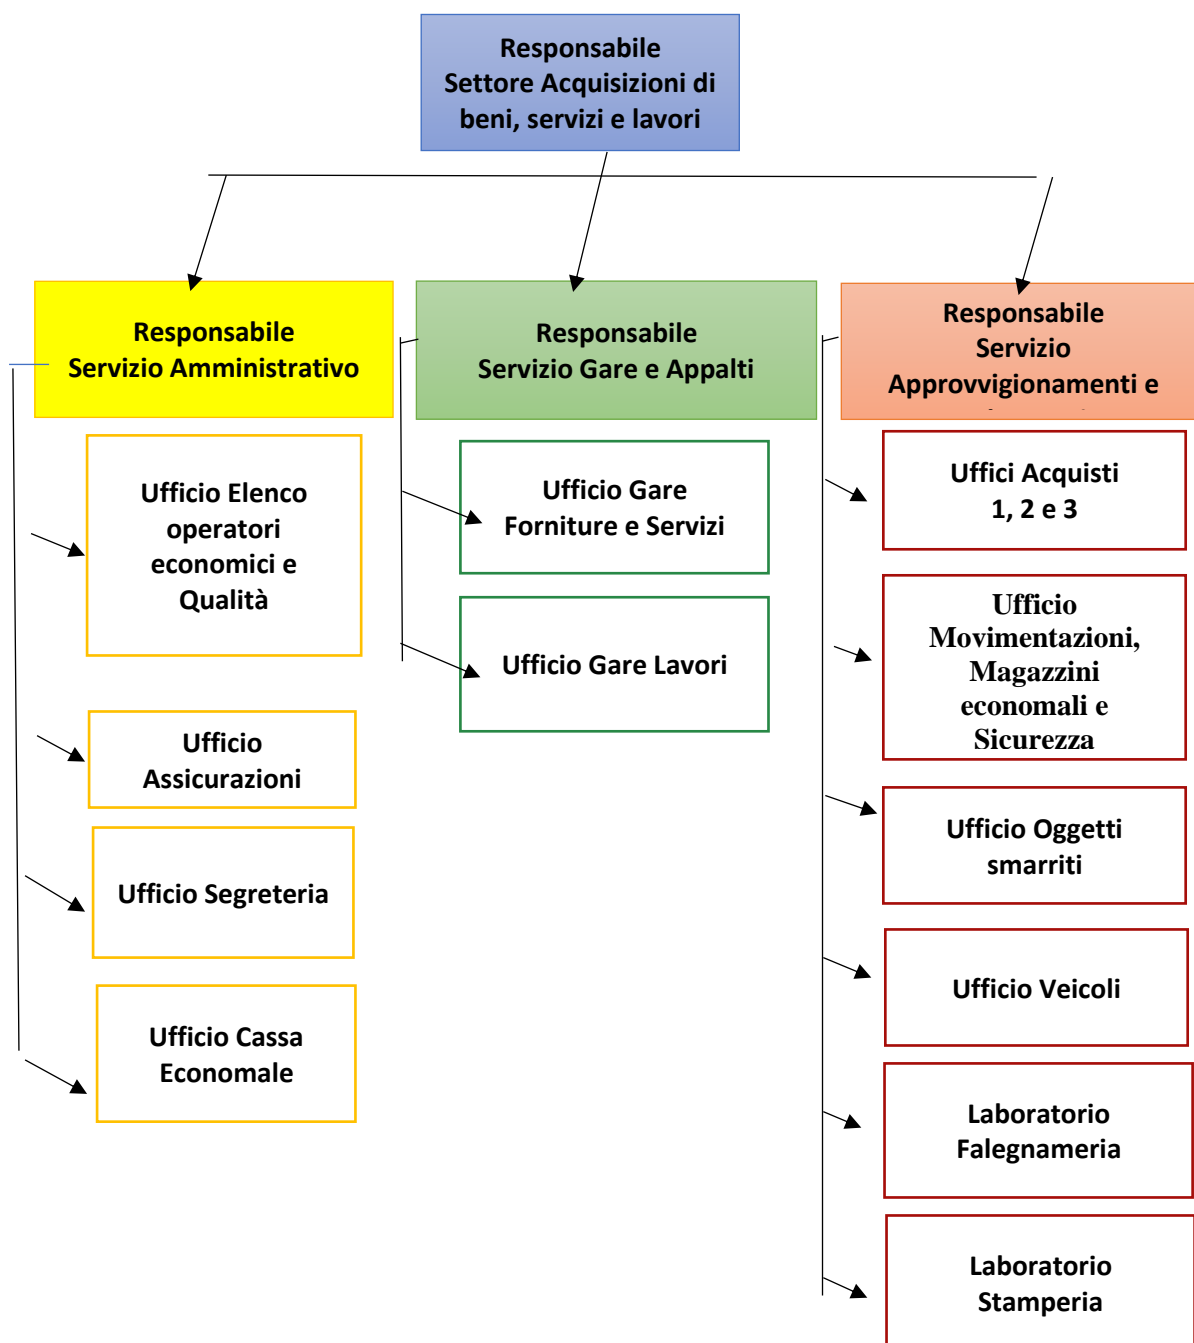 Responsabile
Settore Acquisizioni di
beni, servizi e lavori
Responsabile
Servizio Amministrativo
Responsabile
Servizio Gare e Appalti
Responsabile
Servizio
Approvvigionamenti e
Ufficio Elenco
operatori
economici e
Qualità
Ufficio
Assicurazioni
Ufficio Segreteria
Ufficio Cassa
Economale
Ufficio Gare
Forniture e Servizi
Ufficio Gare Lavori
Uffici Acquisti
1, 2 e 3
Ufficio
Movimentazioni,
Magazzini
economali e
Sicurezza
Ufficio Oggetti
smarriti
Ufficio Veicoli
Laboratorio
Falegnameria
Laboratorio
Stamperia